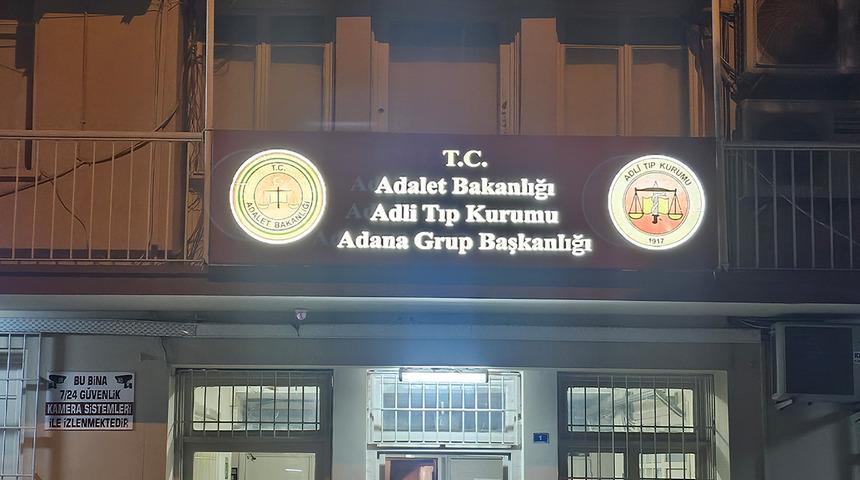 T.C.
Adalet Bakanlığı
Adli Tıp Kurumu
Adana Grup Başkanlığı
T.C.
ADALET BAKANLIĞI
ADLİ TIP KURUMU
1917
BU BİNA
7/24 GÜVENLİK
KAMERA SİSTEMLERİ
İLE İZLENMEKTEDİR.
1